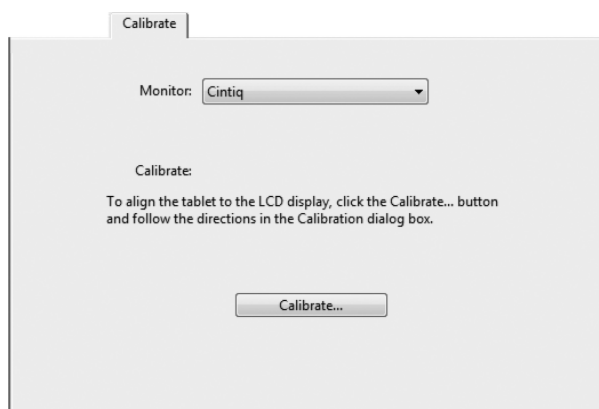 Calibrate
Monitor: Cintiq
Calibrate:
To align the tablet to the LCD display, click the Calibrate... button
and follow the directions in the Calibration dialog box.
Calibrate...